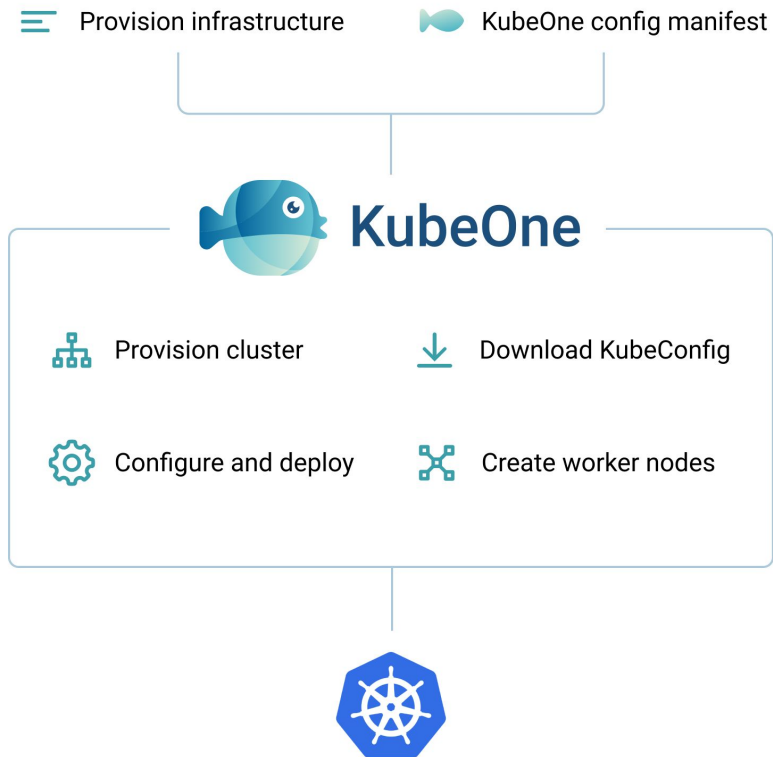 Provision infrastructure
KubeOne config manifest
KubeOne
Provision cluster
Download KubeConfig
Configure and deploy
Create worker nodes